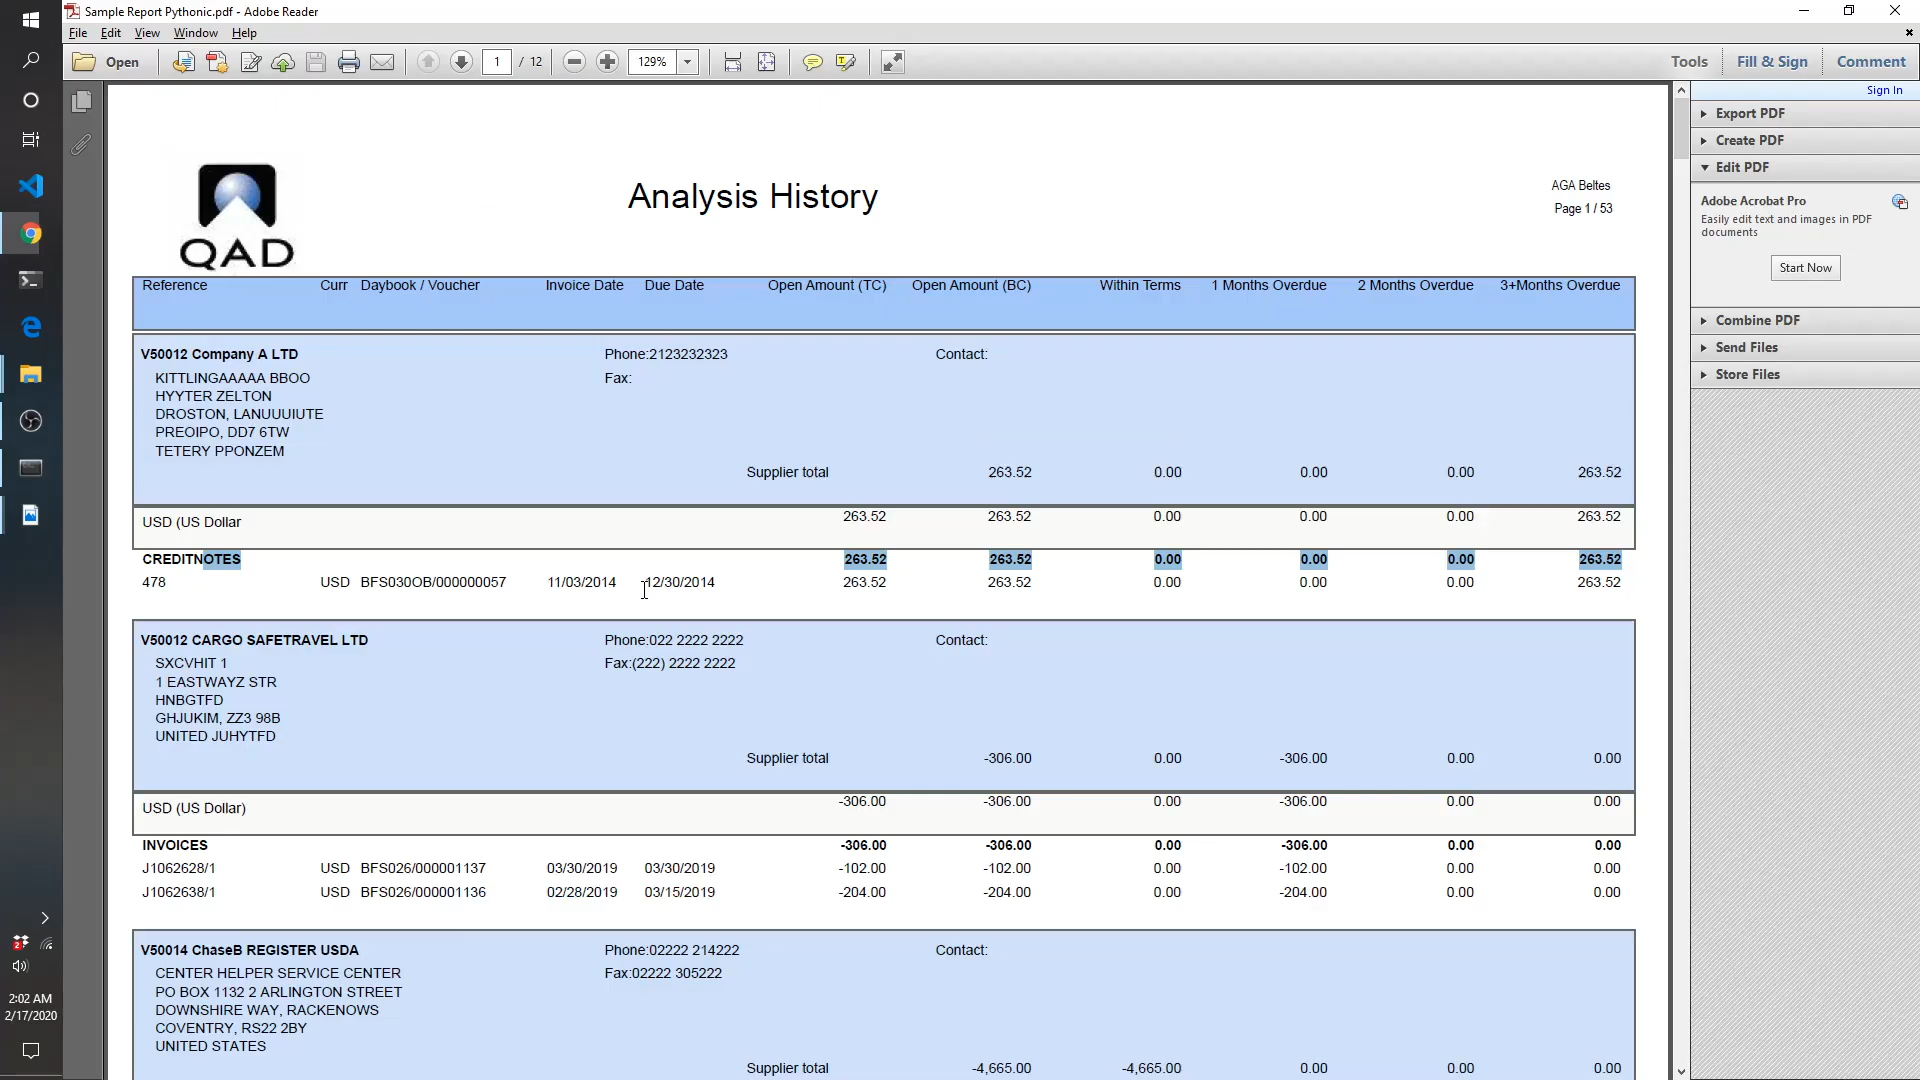 Sample Report Pythonic.pdf - Adobe Reader
File Edit View Window Help
Open 1 / 12 129% Tools Fill & Sign Comment
Sign In
Export PDF
Create PDF
Edit PDF
Adobe Acrobat Pro
Easily edit text and images in PDF
documents
Start Now
Combine PDF
Send Files
Store Files
QAD
Analysis History
AGA Beltes
Page 1 / 53
Reference Curr Daybook / Voucher Invoice Date Due Date Open Amount (TC) Open Amount (BC) Within Terms 1 Months Overdue 2 Months Overdue 3+Months Overdue
V50012 Company A LTD Phone:2123232323 Contact:
KITTLINGAAAAA BBOO Fax:
HYYTER ZELTON
DROSTON, LANUUUIUTE
PREOIPO, DD7 6TW
TETERY PPONZEM
Supplier total 263.52 0.00 0.00 0.00 263.52
USD (US Dollar 263.52 263.52 0.00 0.00 0.00 263.52
CREDITNOTES 263.52 263.52 0.00 0.00 0.00 263.52
478 USD BFS030OB/000000057 11/03/2014 12/30/2014 263.52 263.52 0.00 0.00 0.00 263.52
V50012 CARGO SAFETRAVEL LTD Phone:022 2222 2222 Contact:
SXCVHIT 1 Fax:(222) 2222 2222
1 EASTWAYZ STR
HNBGTFD
GHJUKIM, ZZ3 98B
UNITED JUHYTFD
Supplier total -306.00 0.00 -306.00 0.00 0.00
USD (US Dollar) -306.00 -306.00 0.00 -306.00 0.00 0.00
INVOICES -306.00 -306.00 0.00 -306.00 0.00 0.00
J1062628/1 USD BFS026/000001137 03/30/2019 03/30/2019 -102.00 -102.00 0.00 -102.00 0.00 0.00
J1062638/1 USD BFS026/000001136 02/28/2019 03/15/2019 -204.00 -204.00 0.00 -204.00 0.00 0.00
V50014 ChaseB REGISTER USDA Phone:02222 214222 Contact:
CENTER HELPER SERVICE CENTER Fax:02222 305222
PO BOX 1132 2 ARLINGTON STREET
DOWNSHIRE WAY, RACKENOWS
COVENTRY, RS22 2BY
UNITED STATES
Supplier total -4,665.00 -4,665.00 0.00 0.00 0.00
2
2:02 AM
2/17/2020